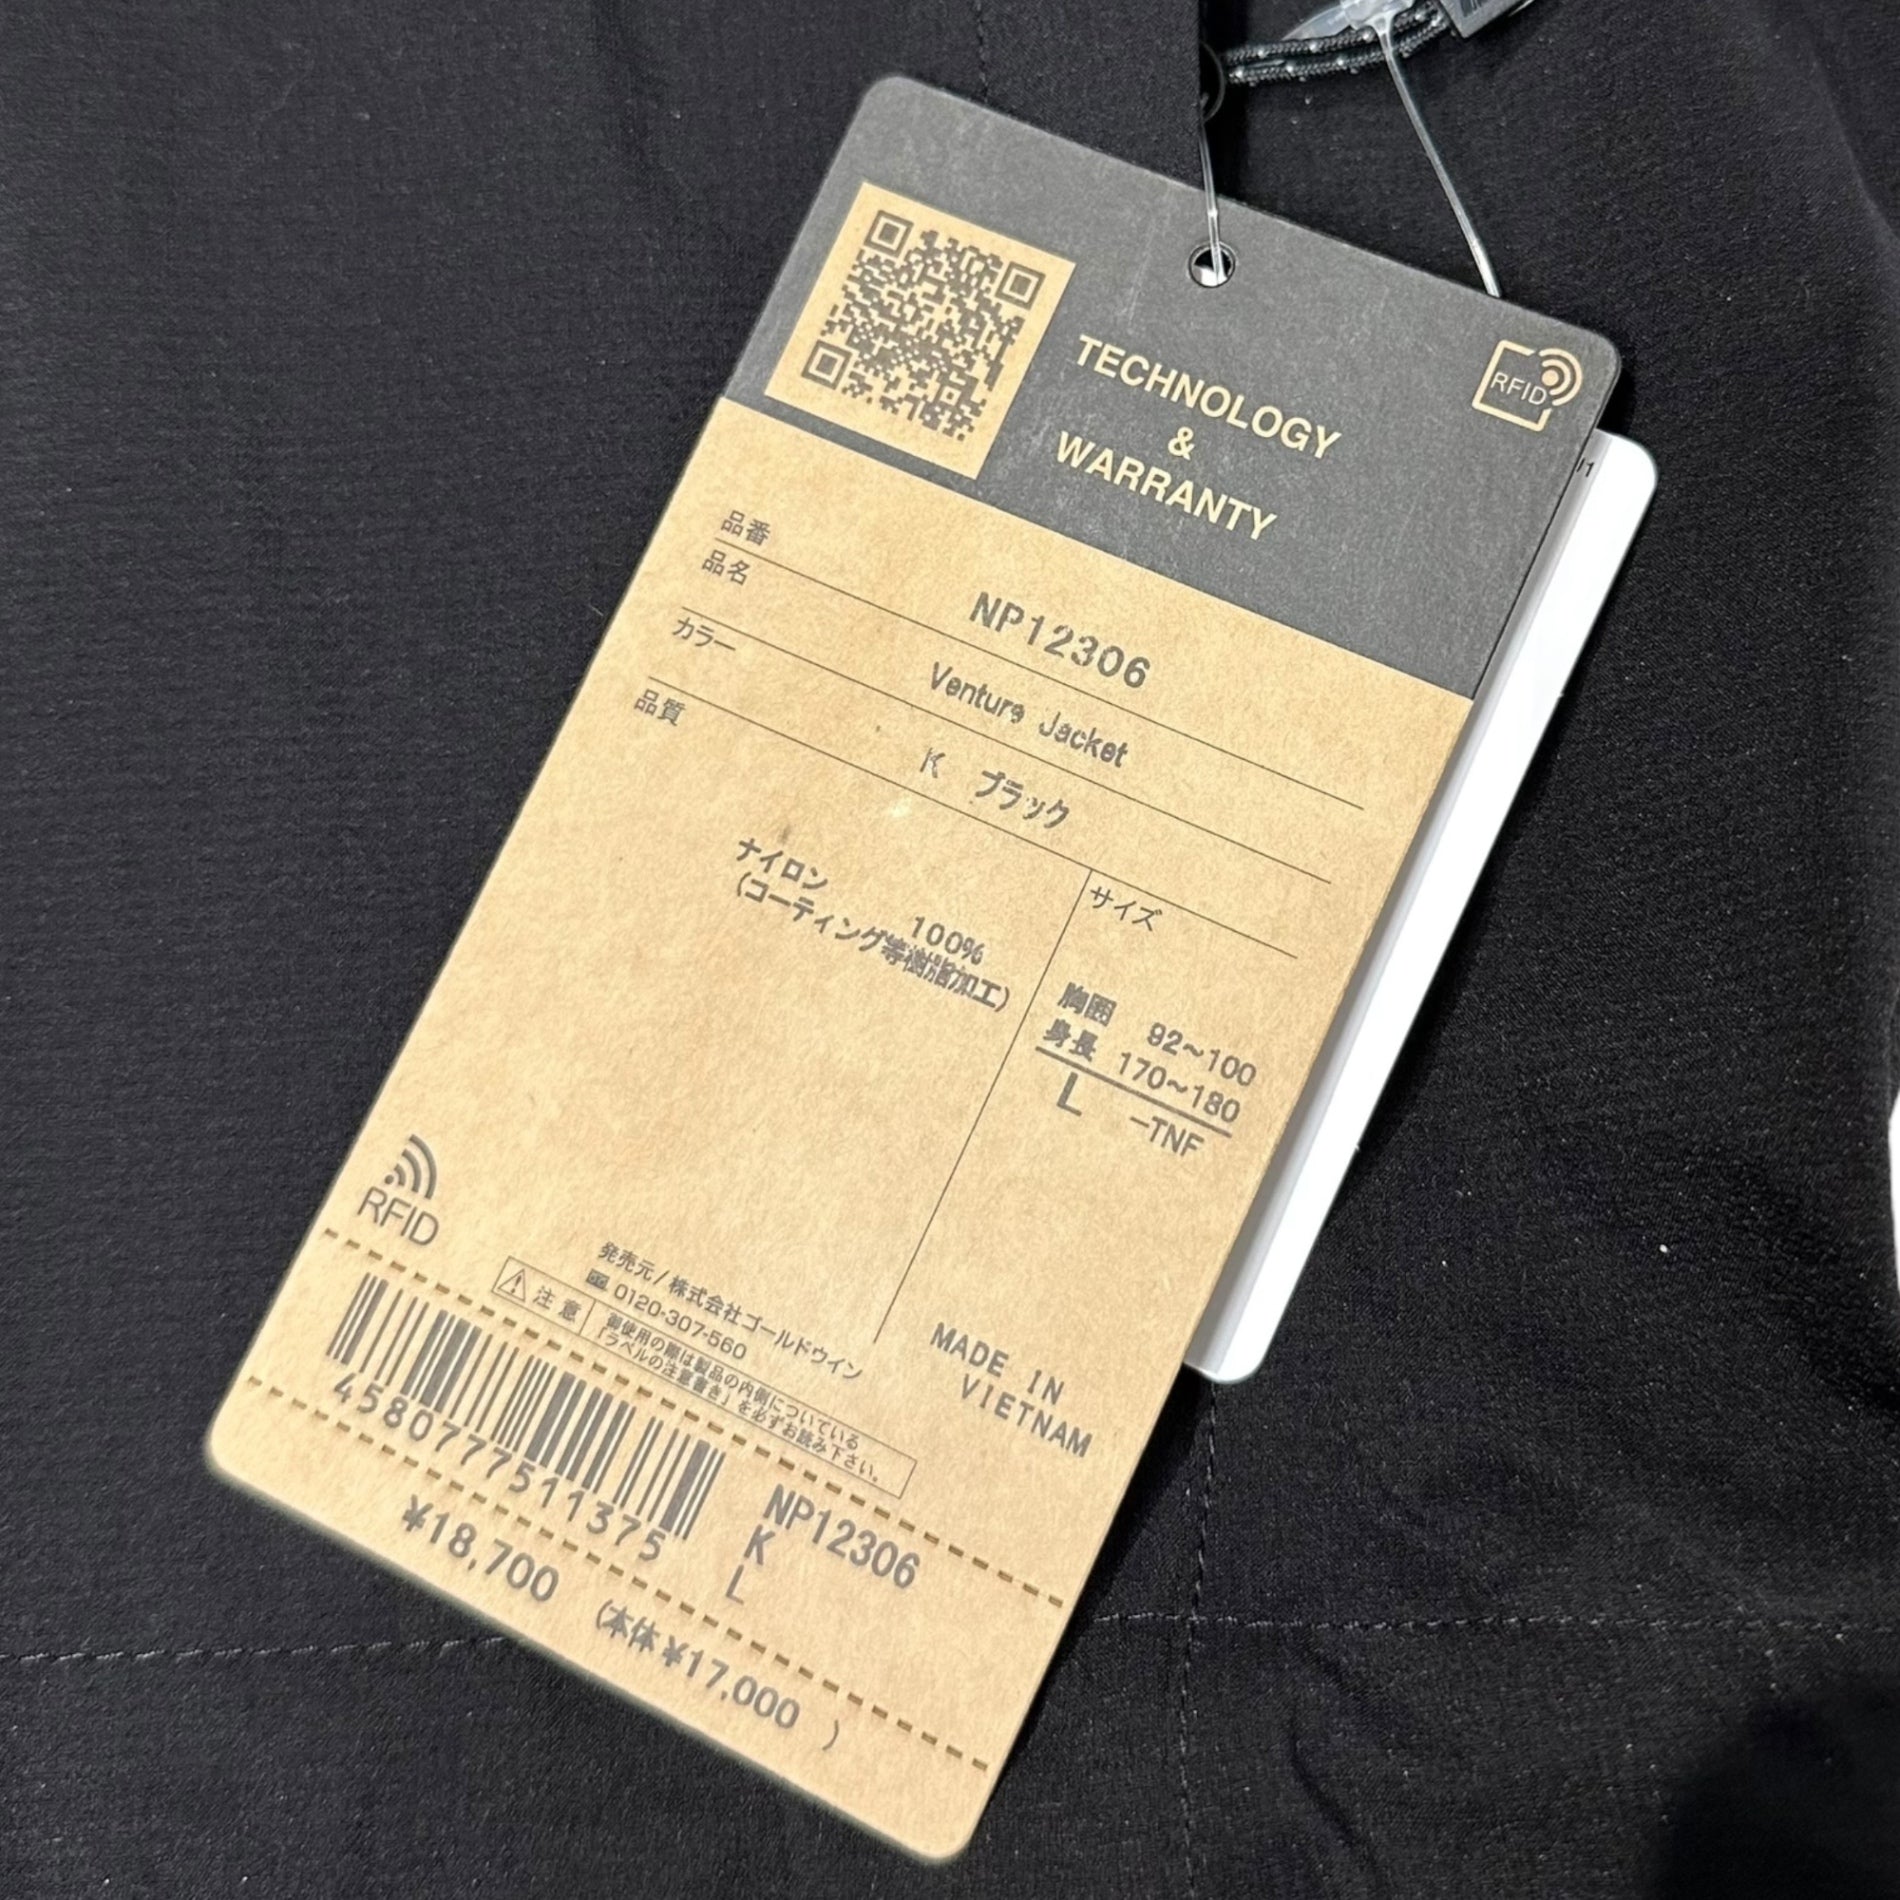 TECHNOLOGY
&
WARRANTY
RFID
品番
NP12306
品名
Venture Jacket
カラー
K ブラック
品質
ナイロン 100%
(コーティング等樹脂加工)
サイズ
胸囲 92~100
身長 170~180
L -TNF
RFID
発売元/株式会社ゴールドウイン
0120-307-560
注意
御使用の際は製品の内側についている
「ラベルの注意書き」を必ずお読み下さい。
MADE IN
VIETNAM
4580777511375
NP12306
K
L
¥18,700
(本体¥17,000 )